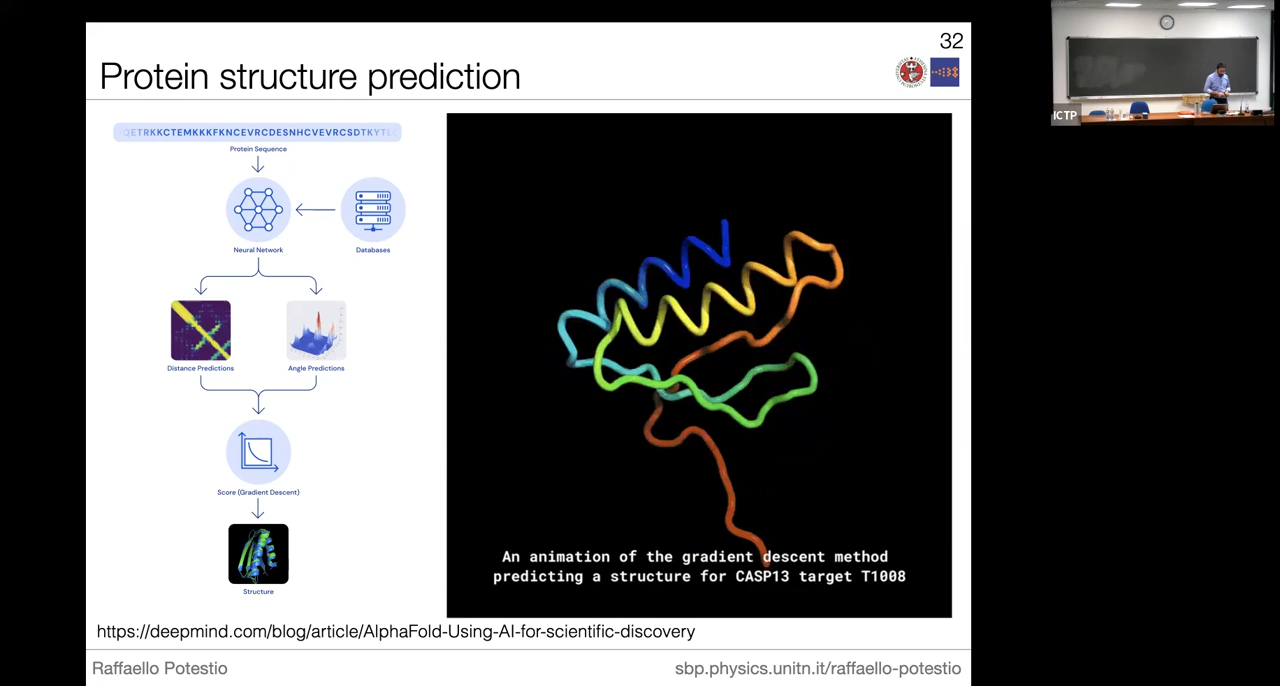 32
Protein structure prediction
QETRKKCTEMKKKFKNCEVRCDESNHCVEVRCSDTKYTL
Protein Sequence
Neural Network
Databases
Distance Predictions
Angle Predictions
Score (Gradient Descent)
Structure
An animation of the gradient descent method
predicting a structure for CASP13 target T1008
https://deepmind.com/blog/article/AlphaFold-Using-AI-for-scientific-discovery
Raffaello Potestio
sbp.physics.unitn.it/raffaello-potestio
ICTP